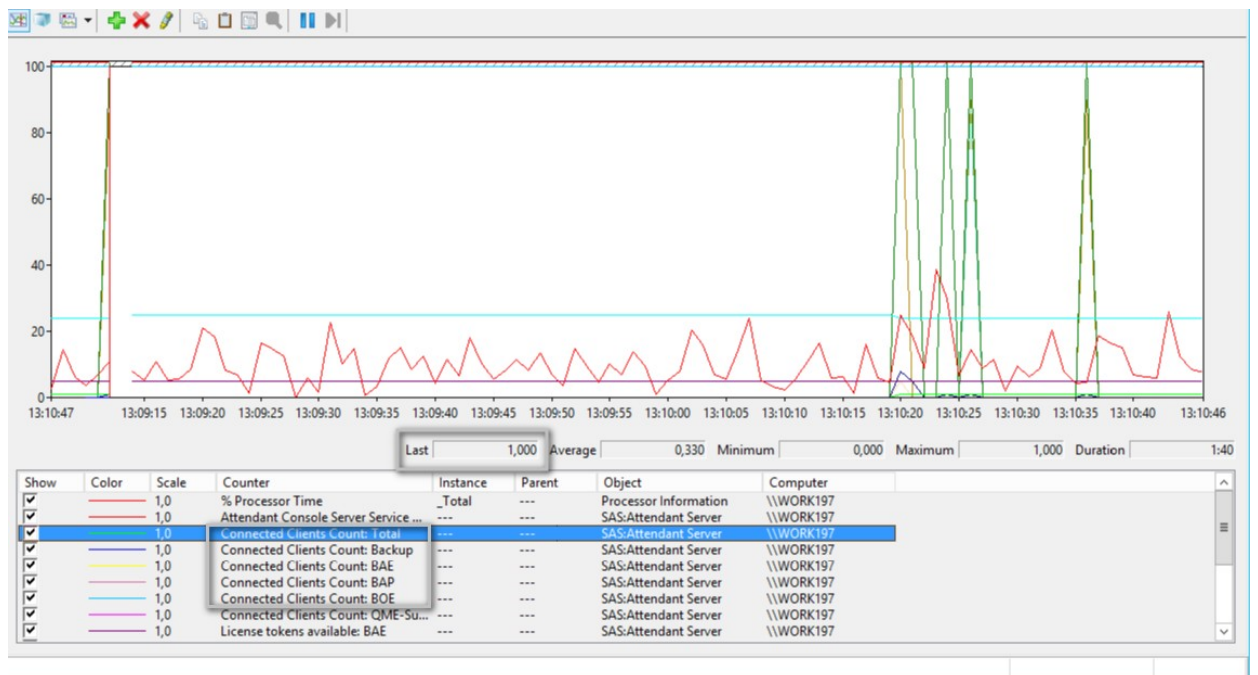 100
80
60
40
20
0
13:10:47 13:09:15 13:09:20 13:09:25 13:09:30 13:09:35 13:09:40 13:09:45 13:09:50 13:09:55 13:10:00 13:10:05 13:10:10 13:10:15 13:10:20 13:10:25 13:10:30 13:10:35 13:10:40 13:10:46
Last 1,000 Average 0,330 Minimum 0,000 Maximum 1,000 Duration 1:40
Show Color Scale Counter Instance Parent Object Computer
1,0 % Processor Time _Total --- Processor Information \\WORK197
1,0 Attendant Console Server Service ... --- --- SAS:Attendant Server \\WORK197
1,0 Connected Clients Count: Total --- --- SAS:Attendant Server \\WORK197
1,0 Connected Clients Count: Backup --- --- SAS:Attendant Server \\WORK197
1,0 Connected Clients Count: BAE --- --- SAS:Attendant Server \\WORK197
1,0 Connected Clients Count: BAP --- --- SAS:Attendant Server \\WORK197
1,0 Connected Clients Count: BOE --- --- SAS:Attendant Server \\WORK197
1,0 Connected Clients Count: QME-Su... --- --- SAS:Attendant Server \\WORK197
1,0 License tokens available: BAE --- --- SAS:Attendant Server \\WORK197